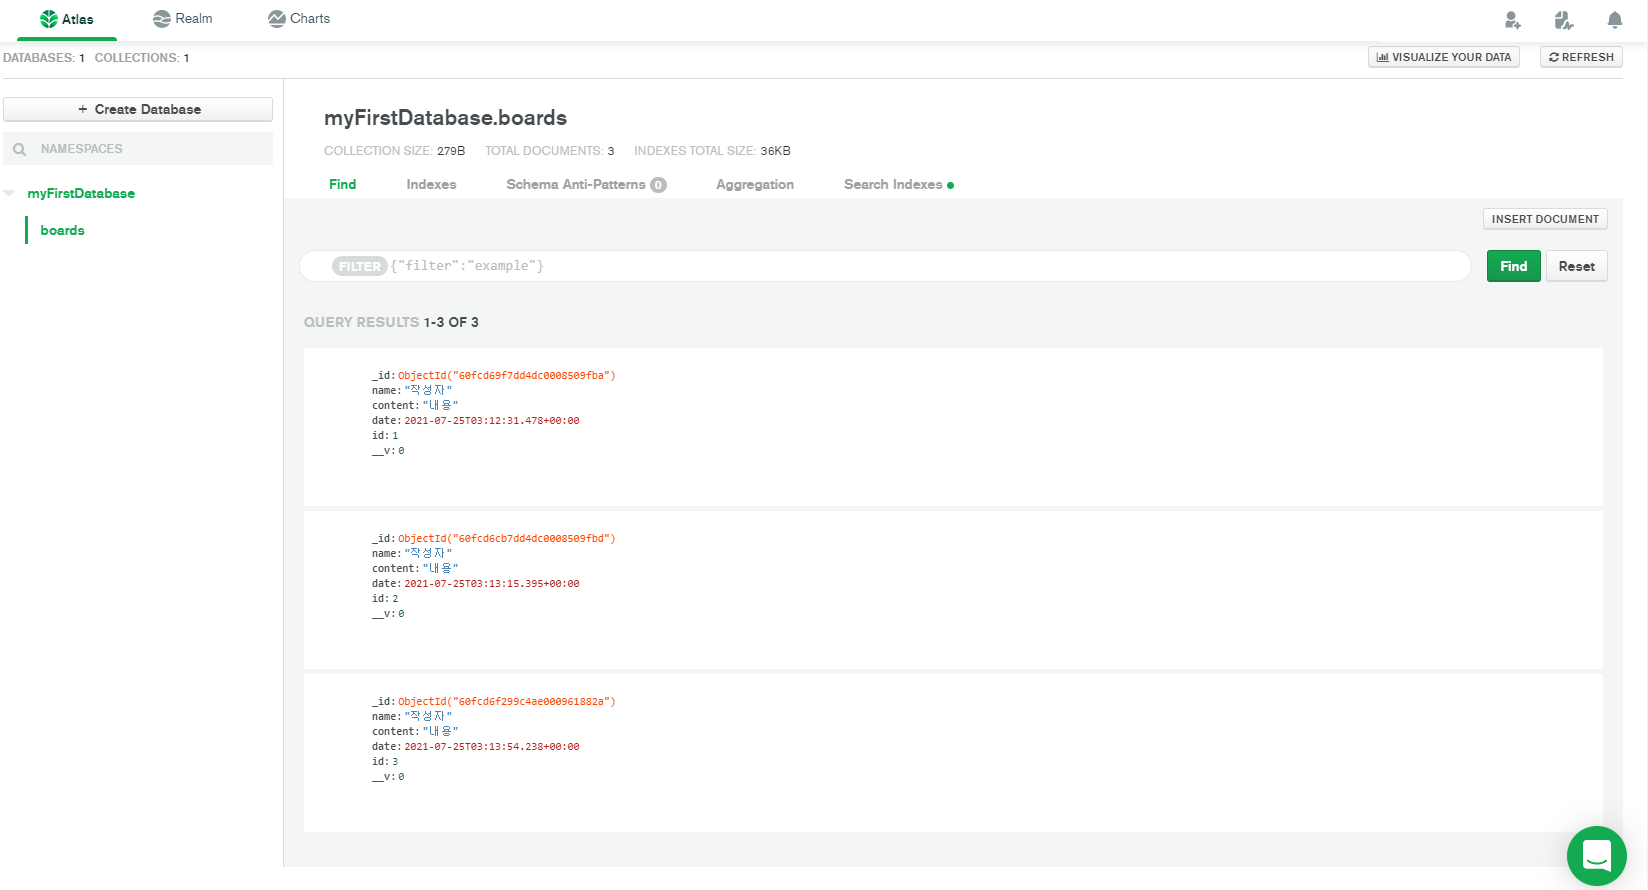 Atlas Realm Charts
DATABASES: 1 COLLECTIONS: 1
VISUALIZE YOUR DATA REFRESH
+ Create Database
NAMESPACES
myFirstDatabase
boards
myFirstDatabase.boards
COLLECTION SIZE: 279B TOTAL DOCUMENTS: 3 INDEXES TOTAL SIZE: 36KB
Find Indexes Schema Anti-Patterns 0 Aggregation Search Indexes
INSERT DOCUMENT
FILTER {"filter":"example"}
Find Reset
QUERY RESULTS 1-3 OF 3
_id: ObjectId("60fcd69f7dd4dc0008509fba")
name: "작성자"
content: "내용"
date: 2021-07-25T03:12:31.478+00:00
id: 1
__v: 0
_id: ObjectId("60fcd6cb7dd4dc0008509fbd")
name: "작성자"
content: "내용"
date: 2021-07-25T03:13:15.395+00:00
id: 2
__v: 0
_id: ObjectId("60fcd6f299c4ae000961882a")
name: "작성자"
content: "내용"
date: 2021-07-25T03:13:54.238+00:00
id: 3
__v: 0